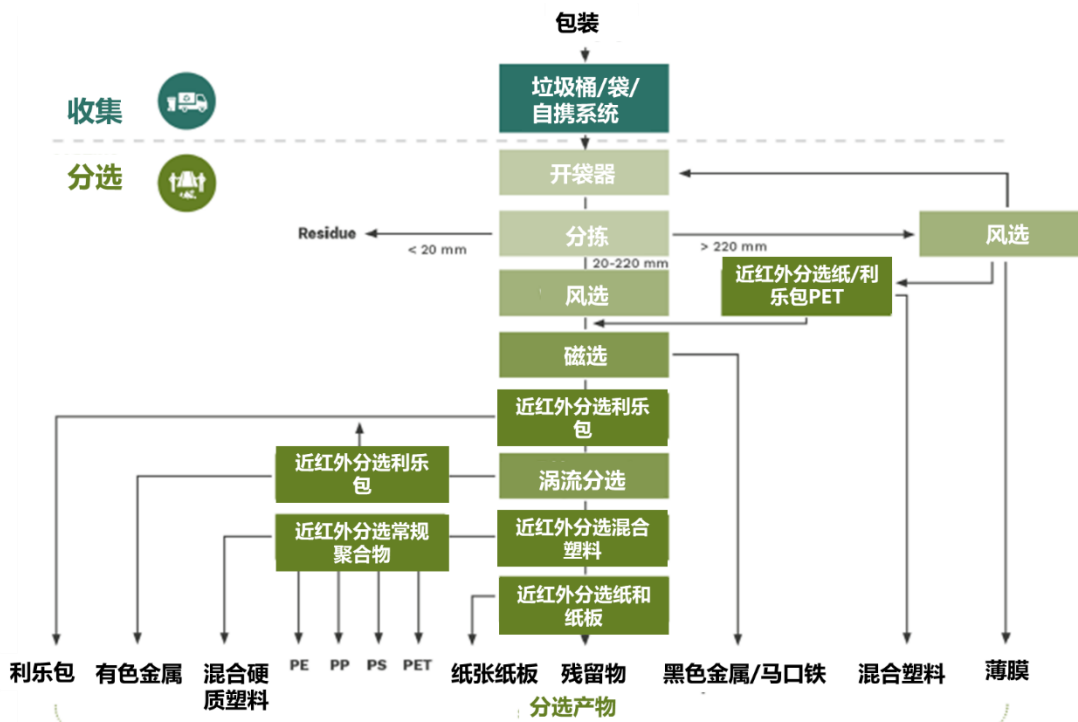 包装
收集
垃圾桶/袋/
自携系统
分选
开袋器
Residue
< 20 mm
分拣
> 220 mm
风选
20-220 mm
近红外分选纸/利
乐包PET
风选
磁选
近红外分选利乐
包
近红外分选利乐
包
涡流分选
近红外分选常规
聚合物
近红外分选混合
塑料
近红外分选纸和
纸板
利乐包
有色金属
混合硬
质塑料
PE
PP
PS
PET
纸张纸板
残留物
黑色金属/马口铁
混合塑料
薄膜
分选产物